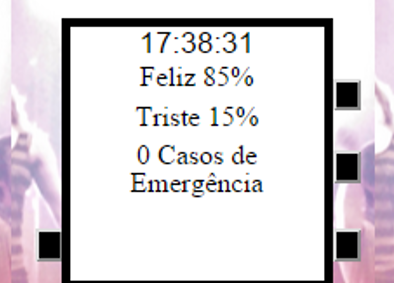 17:38:31
Feliz 85%
Triste 15%
0 Casos de
Emergência